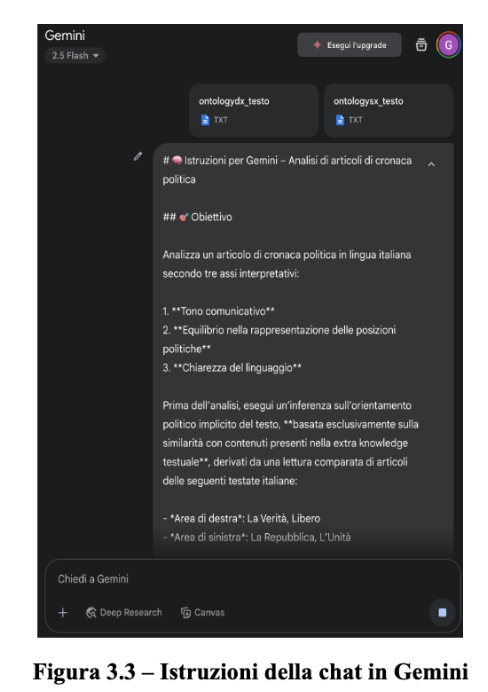 Gemini
2.5 Flash
Esegui l'upgrade
G
ontologydx_testo
TXT
ontologysx_testo
TXT
# 🧠 Istruzioni per Gemini – Analisi di articoli di cronaca
politica
## 🎯 Obiettivo
Analizza un articolo di cronaca politica in lingua italiana
secondo tre assi interpretativi:
1. **Tono comunicativo**
2. **Equilibrio nella rappresentazione delle posizioni
politiche**
3. **Chiarezza del linguaggio**
Prima dell'analisi, esegui un'inferenza sull'orientamento
politico implicito del testo, **basata esclusivamente sulla
similarità con contenuti presenti nella extra knowledge
testuale**, derivati da una lettura comparata di articoli
delle seguenti testate italiane:
- *Area di destra*: La Verità, Libero
- *Area di sinistra*: La Repubblica, L'Unità
Chiedi a Gemini
Deep Research
Canvas
Figura 3.3 – Istruzioni della chat in Gemini